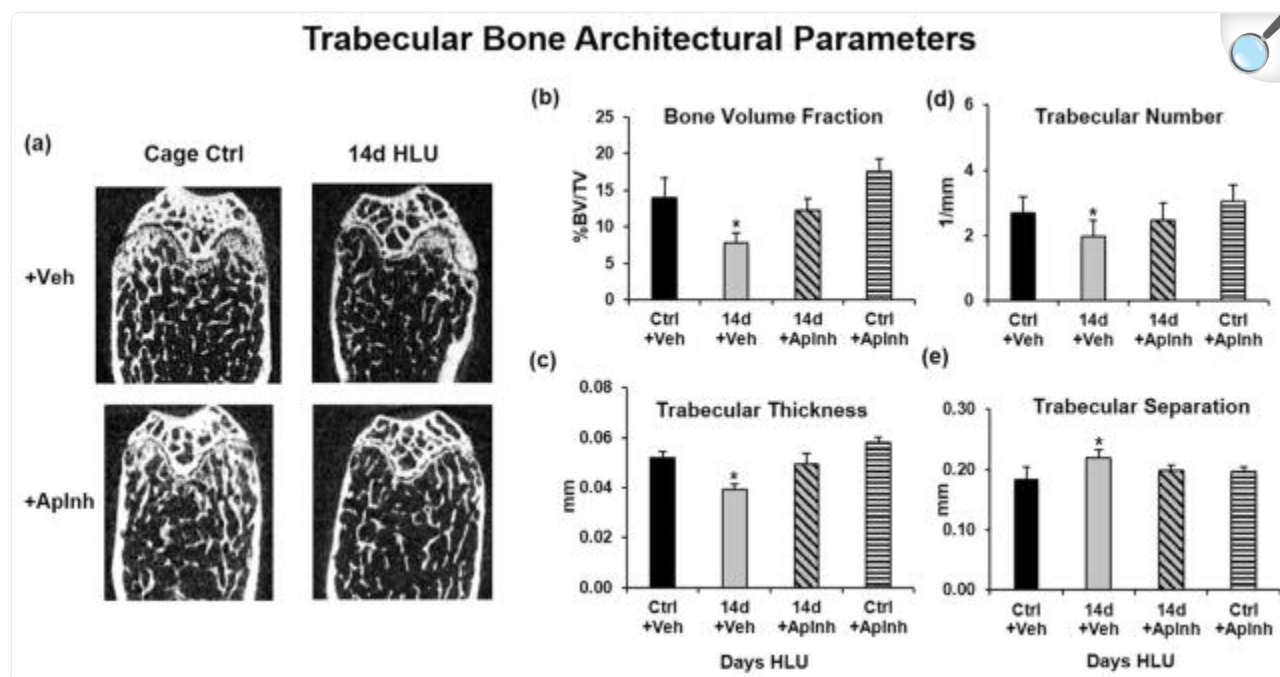 Trabecular Bone Architectural Parameters
(a)
Cage Ctrl
14d HLU
+Veh
+ApInh
(b)
Bone Volume Fraction
%BV/TV
25
20
15
10
5
0
*
Ctrl +Veh
14d +Veh
14d +ApInh
Ctrl +ApInh
(c)
Trabecular Thickness
mm
0.08
0.06
0.04
0.02
0.00
*
Ctrl +Veh
14d +Veh
14d +ApInh
Ctrl +ApInh
Days HLU
(d)
Trabecular Number
1/mm
6
4
2
0
*
Ctrl +Veh
14d +Veh
14d +ApInh
Ctrl +ApInh
(e)
Trabecular Separation
mm
0.30
0.20
0.10
0.00
*
Ctrl +Veh
14d +Veh
14d +ApInh
Ctrl +ApInh
Days HLU